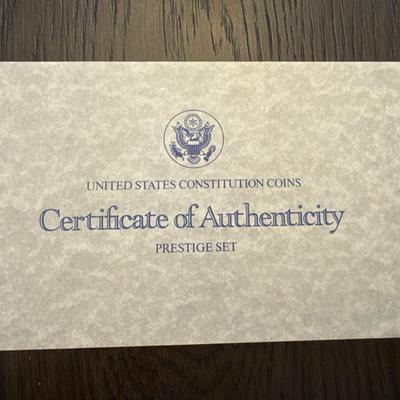 UNITED STATES CONSTITUTION COINS
Certificate of Authenticity
PRESTIGE SET